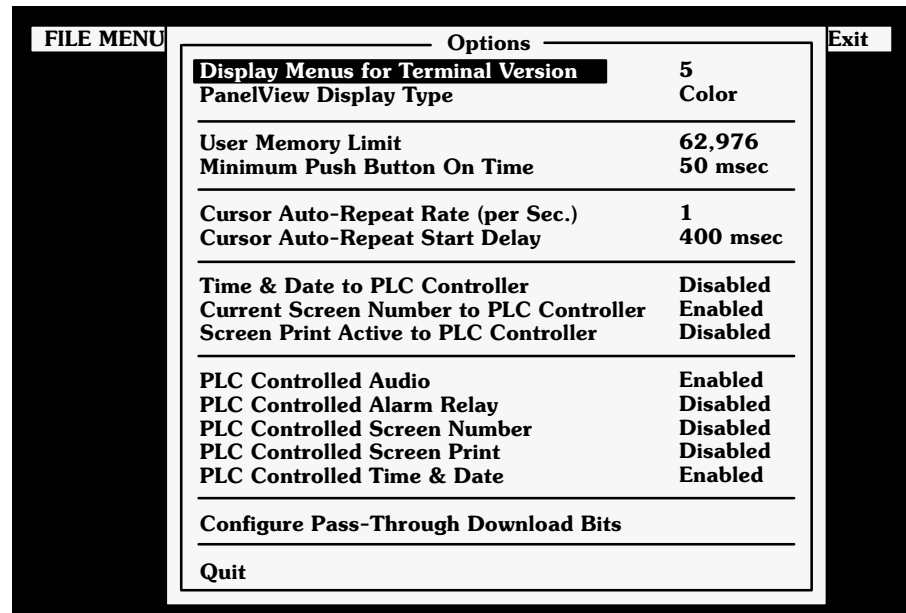 FILE MENU Options Exit
Display Menus for Terminal Version 5
PanelView Display Type Color
User Memory Limit 62,976
Minimum Push Button On Time 50 msec
Cursor Auto-Repeat Rate (per Sec.) 1
Cursor Auto-Repeat Start Delay 400 msec
Time & Date to PLC Controller Disabled
Current Screen Number to PLC Controller Enabled
Screen Print Active to PLC Controller Disabled
PLC Controlled Audio Enabled
PLC Controlled Alarm Relay Disabled
PLC Controlled Screen Number Disabled
PLC Controlled Screen Print Disabled
PLC Controlled Time & Date Enabled
Configure Pass-Through Download Bits
Quit